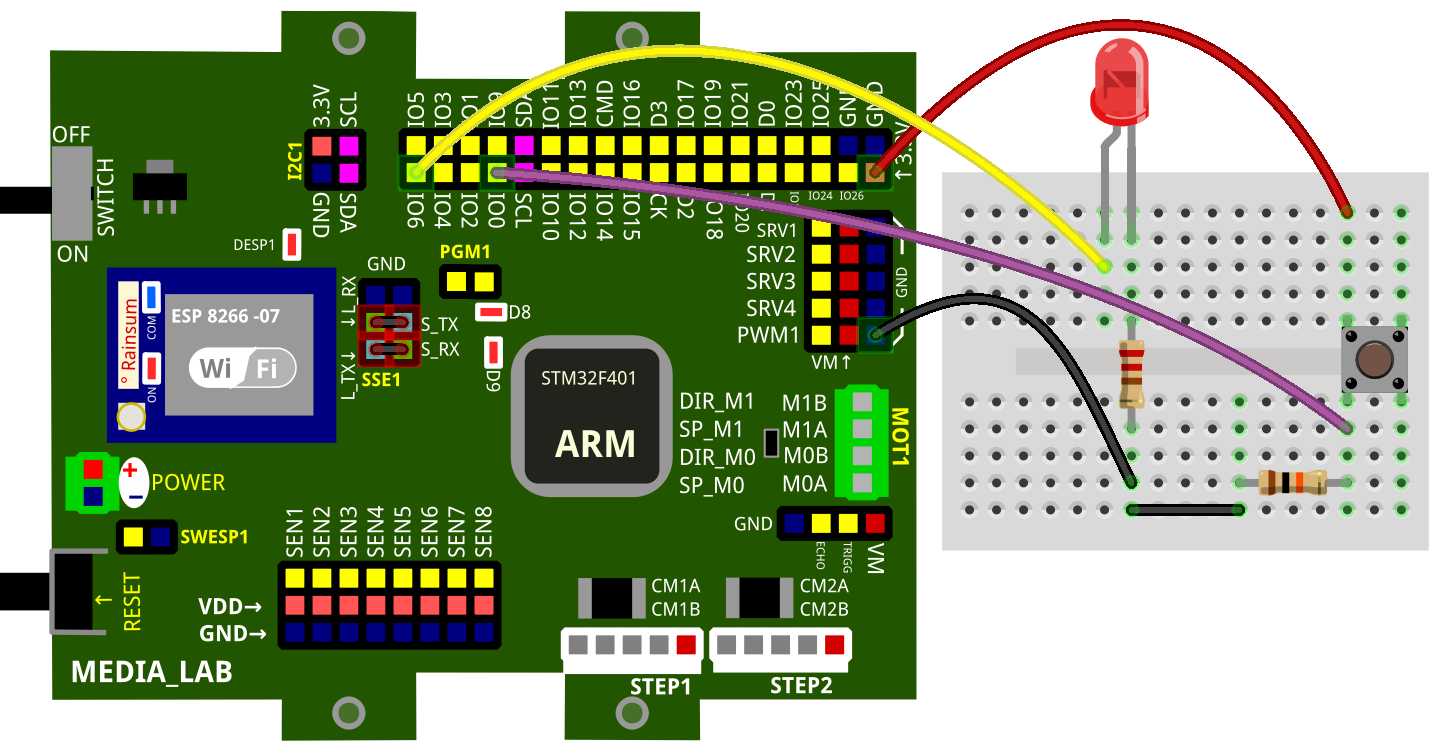 OFF
SWITCH
ON
I2C1
3.3V
SCL
GND
SDA
IO5
IO3
IO1
IO9
SDA
IO11
IO13
CMD
IO16
D3
IO17
IO19
IO21
D0
IO23
IO25
GND
↑3.3V
IO6
IO4
IO2
IO0
SCL
IO10
IO12
IO14
IO15
IO18
IO24
IO26
SRV1
SRV2
SRV3
SRV4
PWM1
GND
VM↑
DESP1
PGM1
GND
L_RX
L_TX
S_TX
S_RX
SSE1
D8
D9
° Rainsum
COM
ON
ESP 8266 -07
Wi Fi
STM32F401
ARM
DIR_M1
SP_M1
DIR_M0
SP_M0
M1B
M1A
M0B
M0A
MOT1
+
–
POWER
SWESP1
GND
ECHO
TRIGG
VM
↑
RESET
SEN1
SEN2
SEN3
SEN4
SEN5
SEN6
SEN7
SEN8
VDD→
GND→
CM1A
CM1B
CM2A
CM2B
MEDIA_LAB
STEP1
STEP2